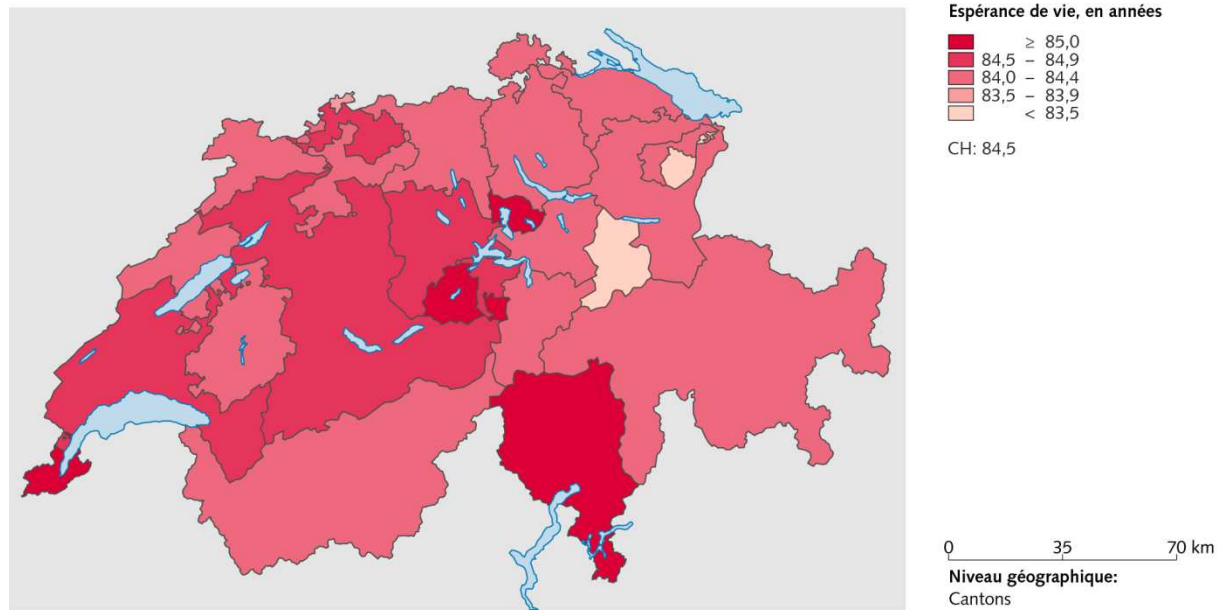 Espérance de vie, en années
≥ 85,0
84,5 – 84,9
84,0 – 84,4
83,5 – 83,9
< 83,5
CH: 84,5
0 35 70 km
Niveau géographique:
Cantons